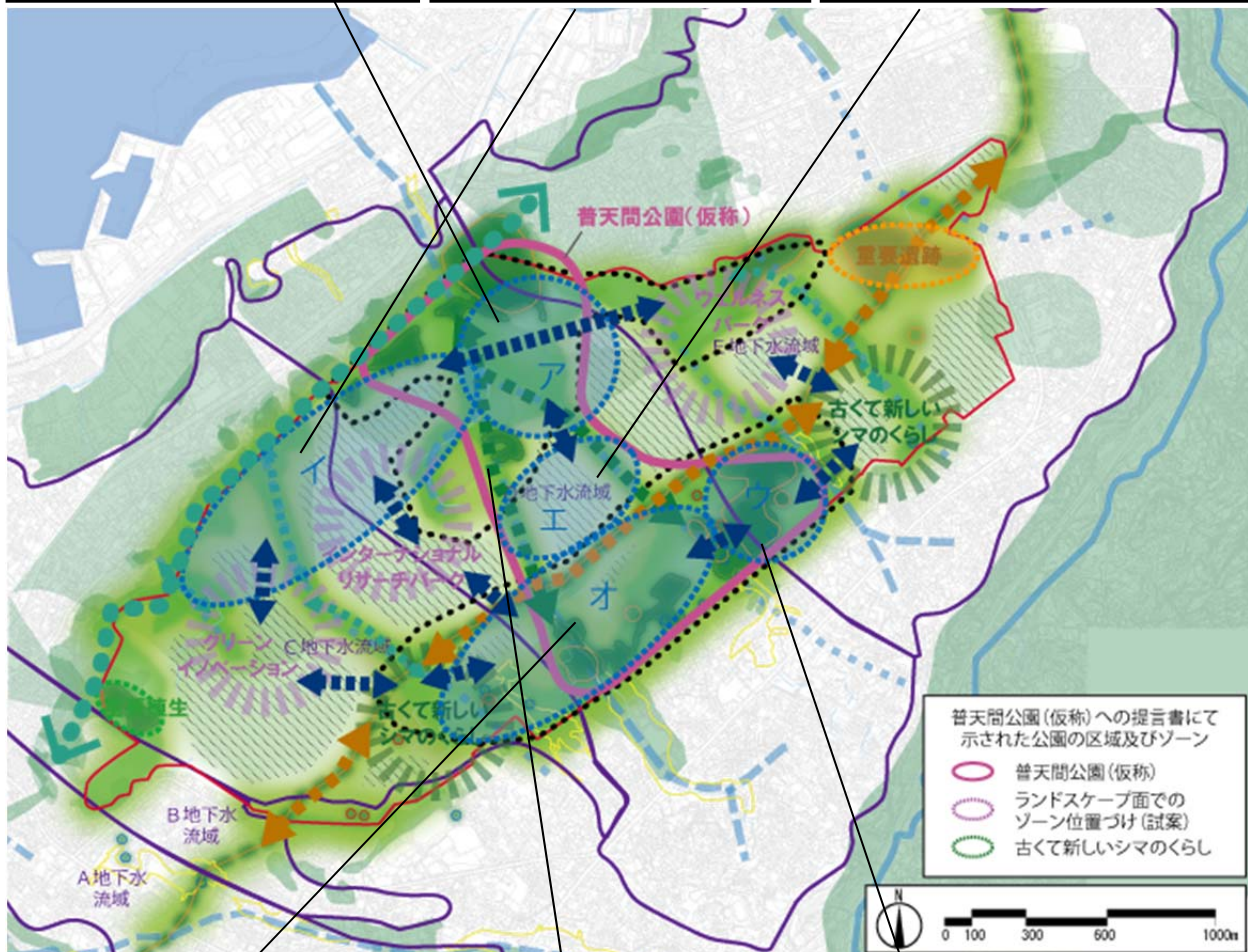 普天間公園(仮称)
重要遺跡
ウェルネス
パーク
地下水流域
古くて新しい
シマのくらし
ア
イ
ウ
地下水流域
エ
オ
インターナショナル
リサーチパーク
グリーン
イノベーション
C地下水流域
古くて新しい
シマのくらし
B地下水
流域
A地下水
流域
普天間公園(仮称)への提言書にて
示された公園の区域及びゾーン
普天間公園(仮称)
ランドスケープ面での
ゾーン位置づけ(試案)
古くて新しいシマのくらし
N
0 100 300 600 1000m